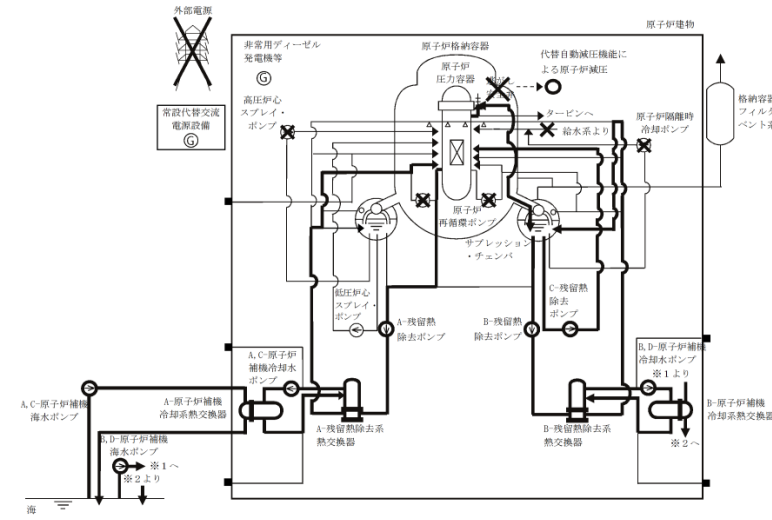 外部電源
原子炉建物
非常用ディーゼル
発電機等
G
原子炉格納容器
原子炉
圧力容器
代替自動減圧機能に
よる原子炉減圧
常設代替交流
電源設備
G
高圧炉心
スプレイ・
ポンプ
タービンへ
給水系より
原子炉隔離時
冷却ポンプ
格納容器
フィルタ
ベント系
原子炉
再循環ポンプ
サプレッション
・チェンバ
低圧炉心
スプレイ・
ポンプ
A-残留熱
除去ポンプ
B-残留熱
除去ポンプ
C-残留熱
除去
ポンプ
A,C-原子炉
補機冷却水
ポンプ
B,D-原子炉補機
冷却水ポンプ
※1より
A,C-原子炉補機
海水ポンプ
A-原子炉補機
冷却系熱交換器
A-残留熱除去系
熱交換器
B-残留熱除去系
熱交換器
B-原子炉補機
冷却系熱交換器
※2へ
B,D-原子炉補機
海水ポンプ
※1へ
※2より
海